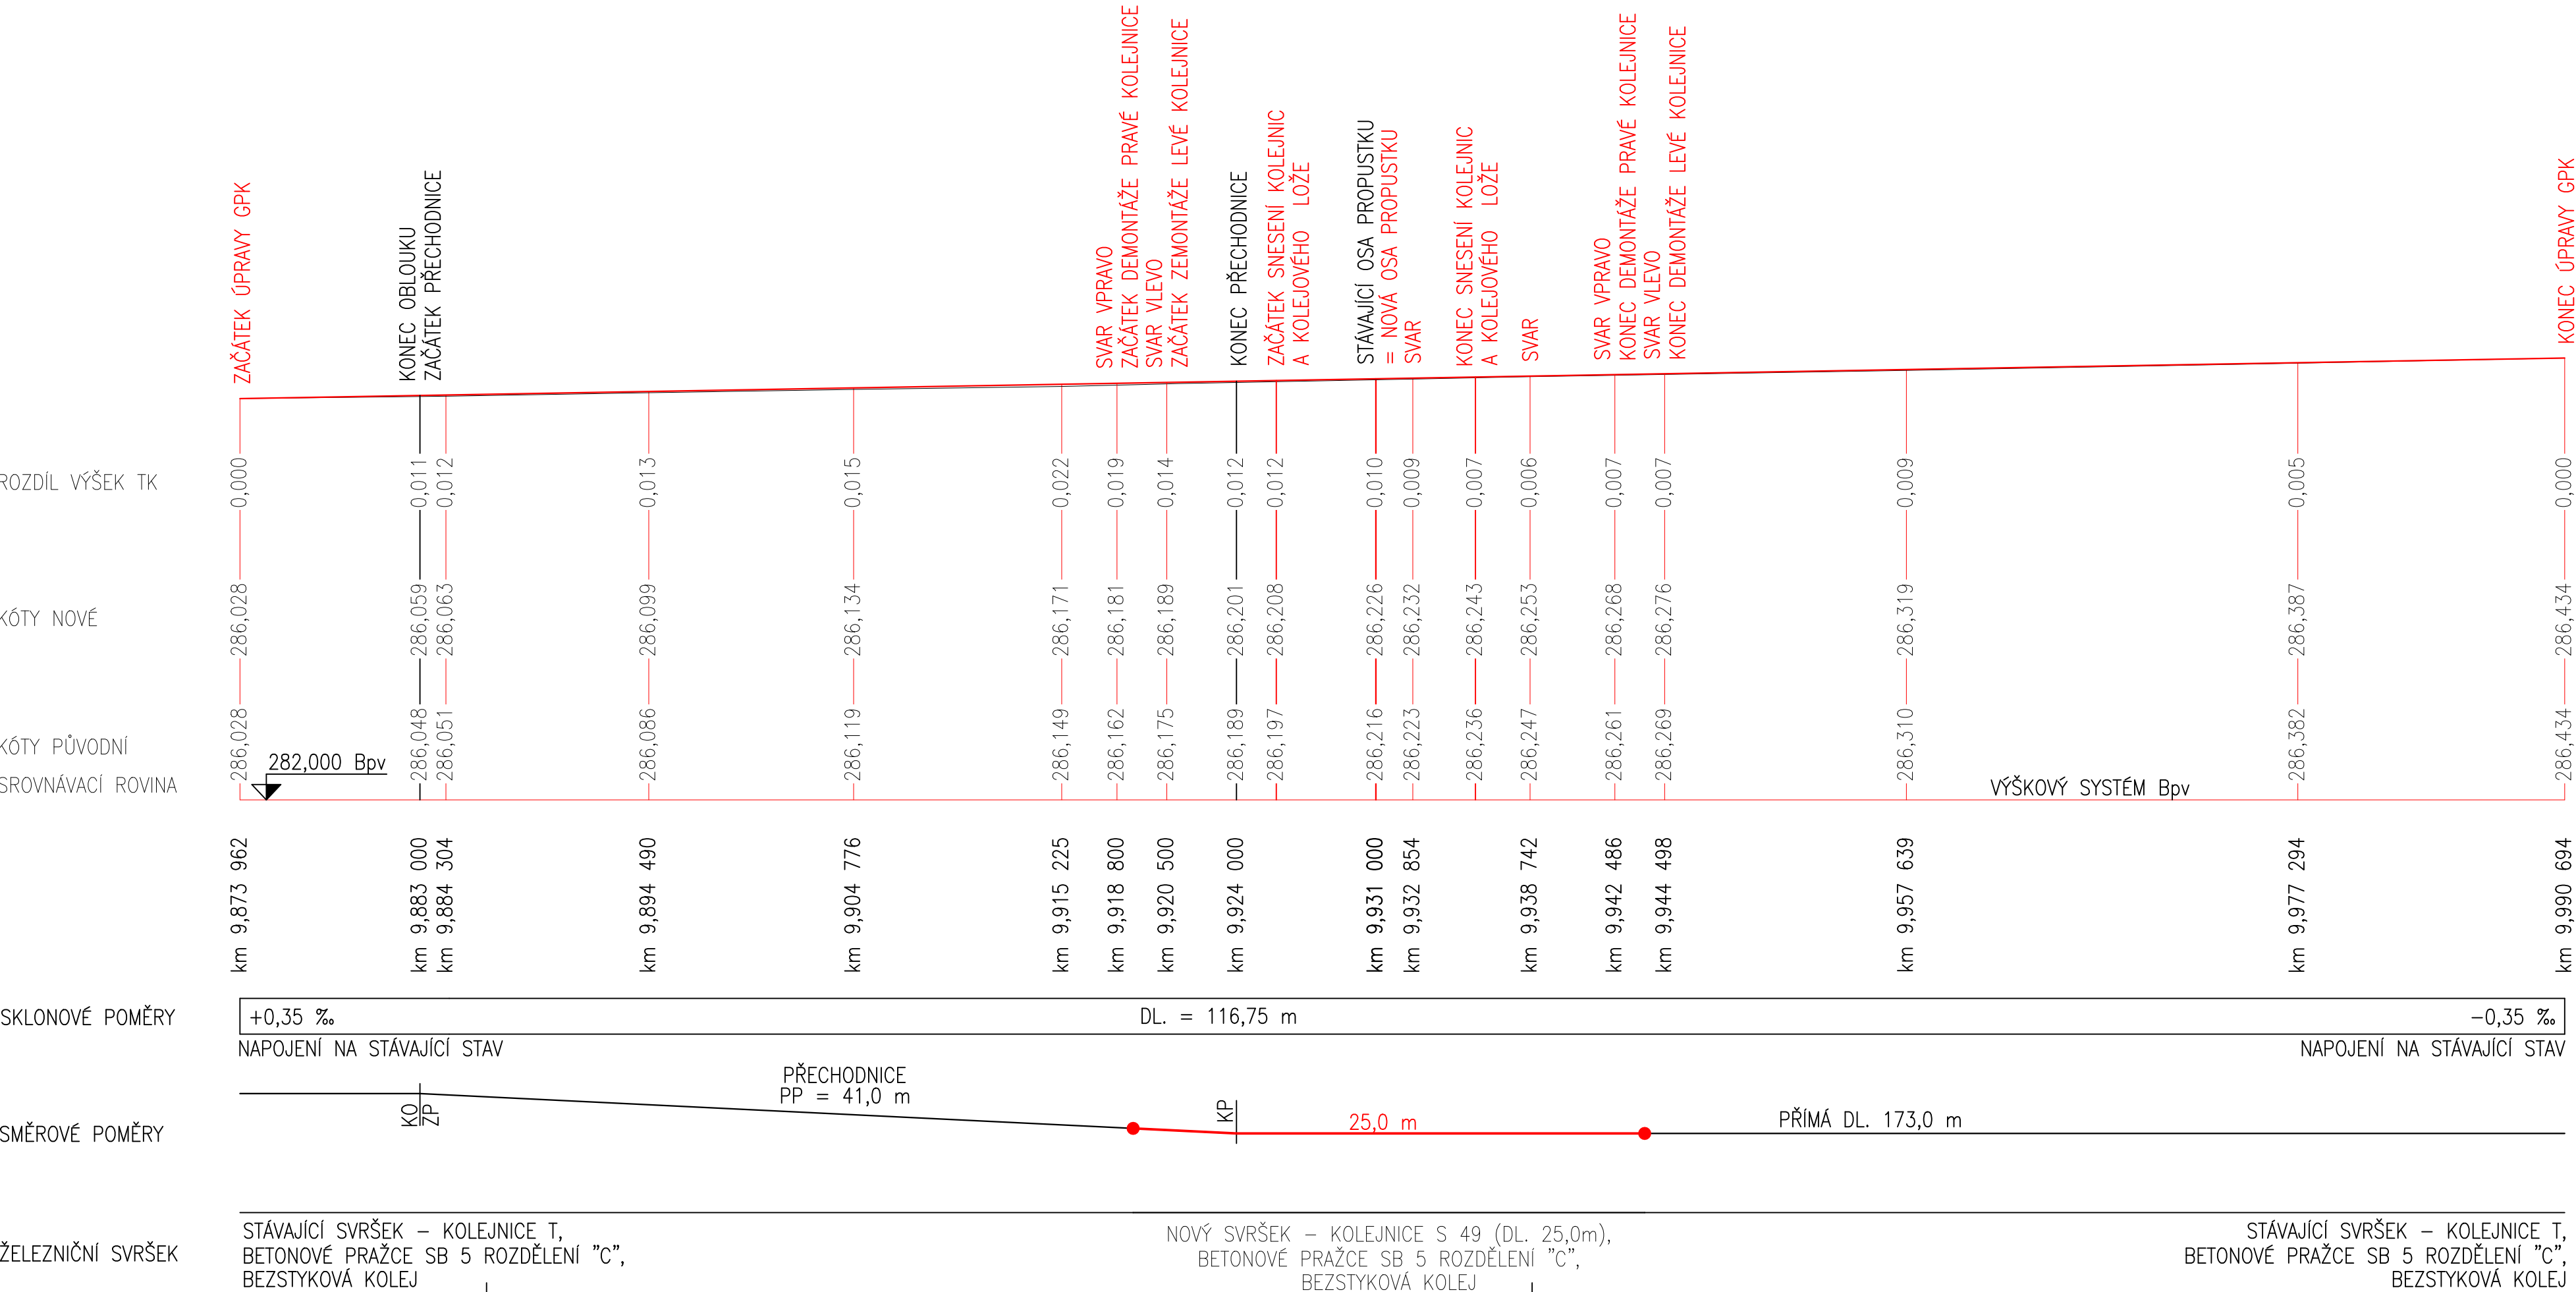 ZAČÁTEK ÚPRAVY GPK
KONEC OBLOUKU
ZAČÁTEK PŘECHODNICE
SVAR VPRAVO
ZAČÁTEK DEMONTÁŽE PRAVÉ KOLEJNICE
SVAR VLEVO
ZAČÁTEK ZEMONTÁŽE LEVÉ KOLEJNICE
KONEC PŘECHODNICE
ZAČÁTEK SNESENÍ KOLEJNIC
A KOLEJOVÉHO LOŽE
STÁVAJÍCÍ OSA PROPUSTKU
= NOVÁ OSA PROPUSTKU
SVAR
KONEC SNESENÍ KOLEJNIC
A KOLEJOVÉHO LOŽE
SVAR
SVAR VPRAVO
KONEC DEMONTÁŽE PRAVÉ KOLEJNICE
SVAR VLEVO
KONEC DEMONTÁŽE LEVÉ KOLEJNICE
KONEC ÚPRAVY GPK
ROZDÍL VÝŠEK TK
0,000
0,011
0,012
0,013
0,015
0,022
0,019
0,014
0,012
0,012
0,010
0,009
0,007
0,006
0,007
0,007
0,009
0,005
0,000
KÓTY NOVÉ
286,028
286,059
286,063
286,099
286,134
286,171
286,181
286,189
286,201
286,208
286,226
286,232
286,243
286,253
286,268
286,276
286,319
286,387
286,434
KÓTY PŮVODNÍ
286,028
286,048
286,051
286,086
286,119
286,149
286,162
286,175
286,189
286,197
286,216
286,223
286,236
286,247
286,261
286,269
286,310
286,382
286,434
SROVNÁVACÍ ROVINA
282,000 Bpv
VÝŠKOVÝ SYSTÉM Bpv
km 9,873 962
km 9,883 000
km 9,884 304
km 9,894 490
km 9,904 776
km 9,915 225
km 9,918 800
km 9,920 500
km 9,924 000
km 9,931 000
km 9,932 854
km 9,938 742
km 9,942 486
km 9,944 498
km 9,957 639
km 9,977 294
km 9,990 694
SKLONOVÉ POMĚRY
+0,35 ‰
DL. = 116,75 m
−0,35 ‰
NAPOJENÍ NA STÁVAJÍCÍ STAV
NAPOJENÍ NA STÁVAJÍCÍ STAV
SMĚROVÉ POMĚRY
KO
ZP
PŘECHODNICE
PP = 41,0 m
KP
25,0 m
PŘÍMÁ DL. 173,0 m
ŽELEZNIČNÍ SVRŠEK
STÁVAJÍCÍ SVRŠEK – KOLEJNICE T,
BETONOVÉ PRAŽCE SB 5 ROZDĚLENÍ "C",
BEZSTYKOVÁ KOLEJ
NOVÝ SVRŠEK – KOLEJNICE S 49 (DL. 25,0m),
BETONOVÉ PRAŽCE SB 5 ROZDĚLENÍ "C",
BEZSTYKOVÁ KOLEJ
STÁVAJÍCÍ SVRŠEK – KOLEJNICE T,
BETONOVÉ PRAŽCE SB 5 ROZDĚLENÍ "C",
BEZSTYKOVÁ KOLEJ